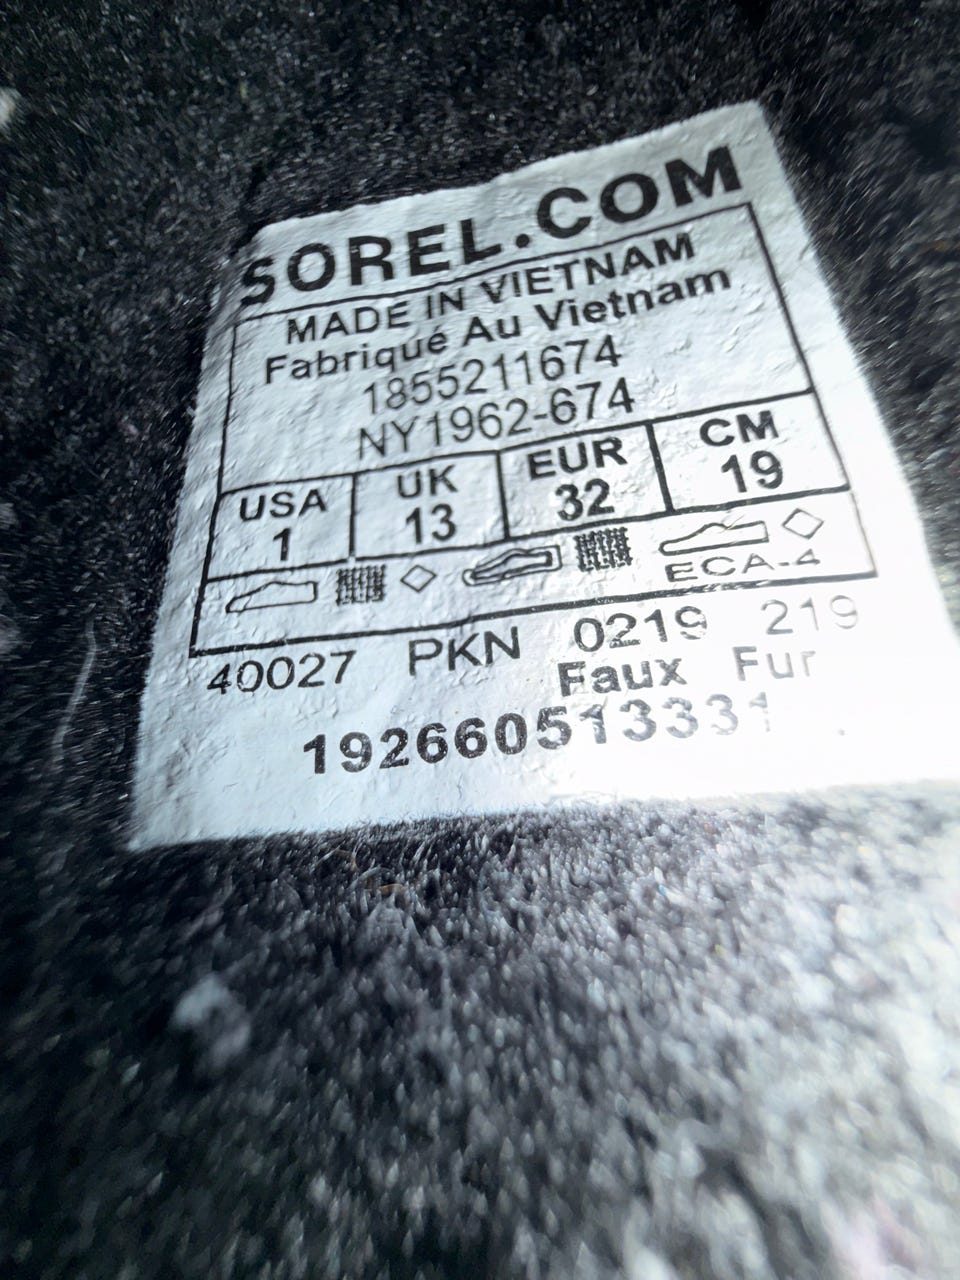 SOREL.COM
MADE IN VIETNAM
Fabriqué Au Vietnam
1855211674
NY1962-674
USA UK EUR CM
1 13 32 19
ECA-4
40027 PKN 0219 219
Faux Fur
192660513331